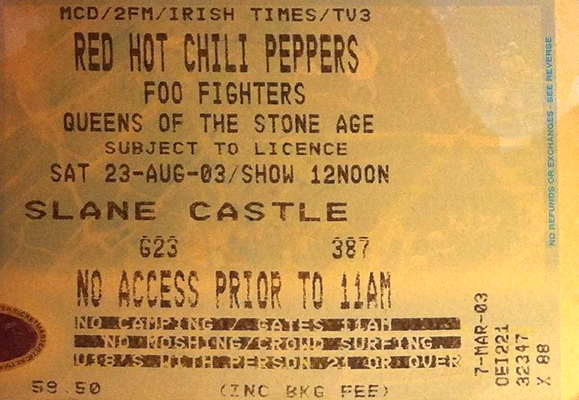 MCD/2FM/IRISH TIMES/TV3
RED HOT CHILI PEPPERS
FOO FIGHTERS
QUEENS OF THE STONE AGE
SUBJECT TO LICENCE
SAT 23-AUG-03/SHOW 12NOON
SLANE CASTLE
G23 387
NO ACCESS PRIOR TO 11AM
NO CAMPING / GATES 11AM
NO MOSHING/CROWD SURFING.
U18/S WITH PERSON 21 OR OVER
59.50 (INC BKG FEE)
7-MAR-03
OEI221
32347
X 88
NO REFUNDS OR EXCHANGES - SEE REVERSE